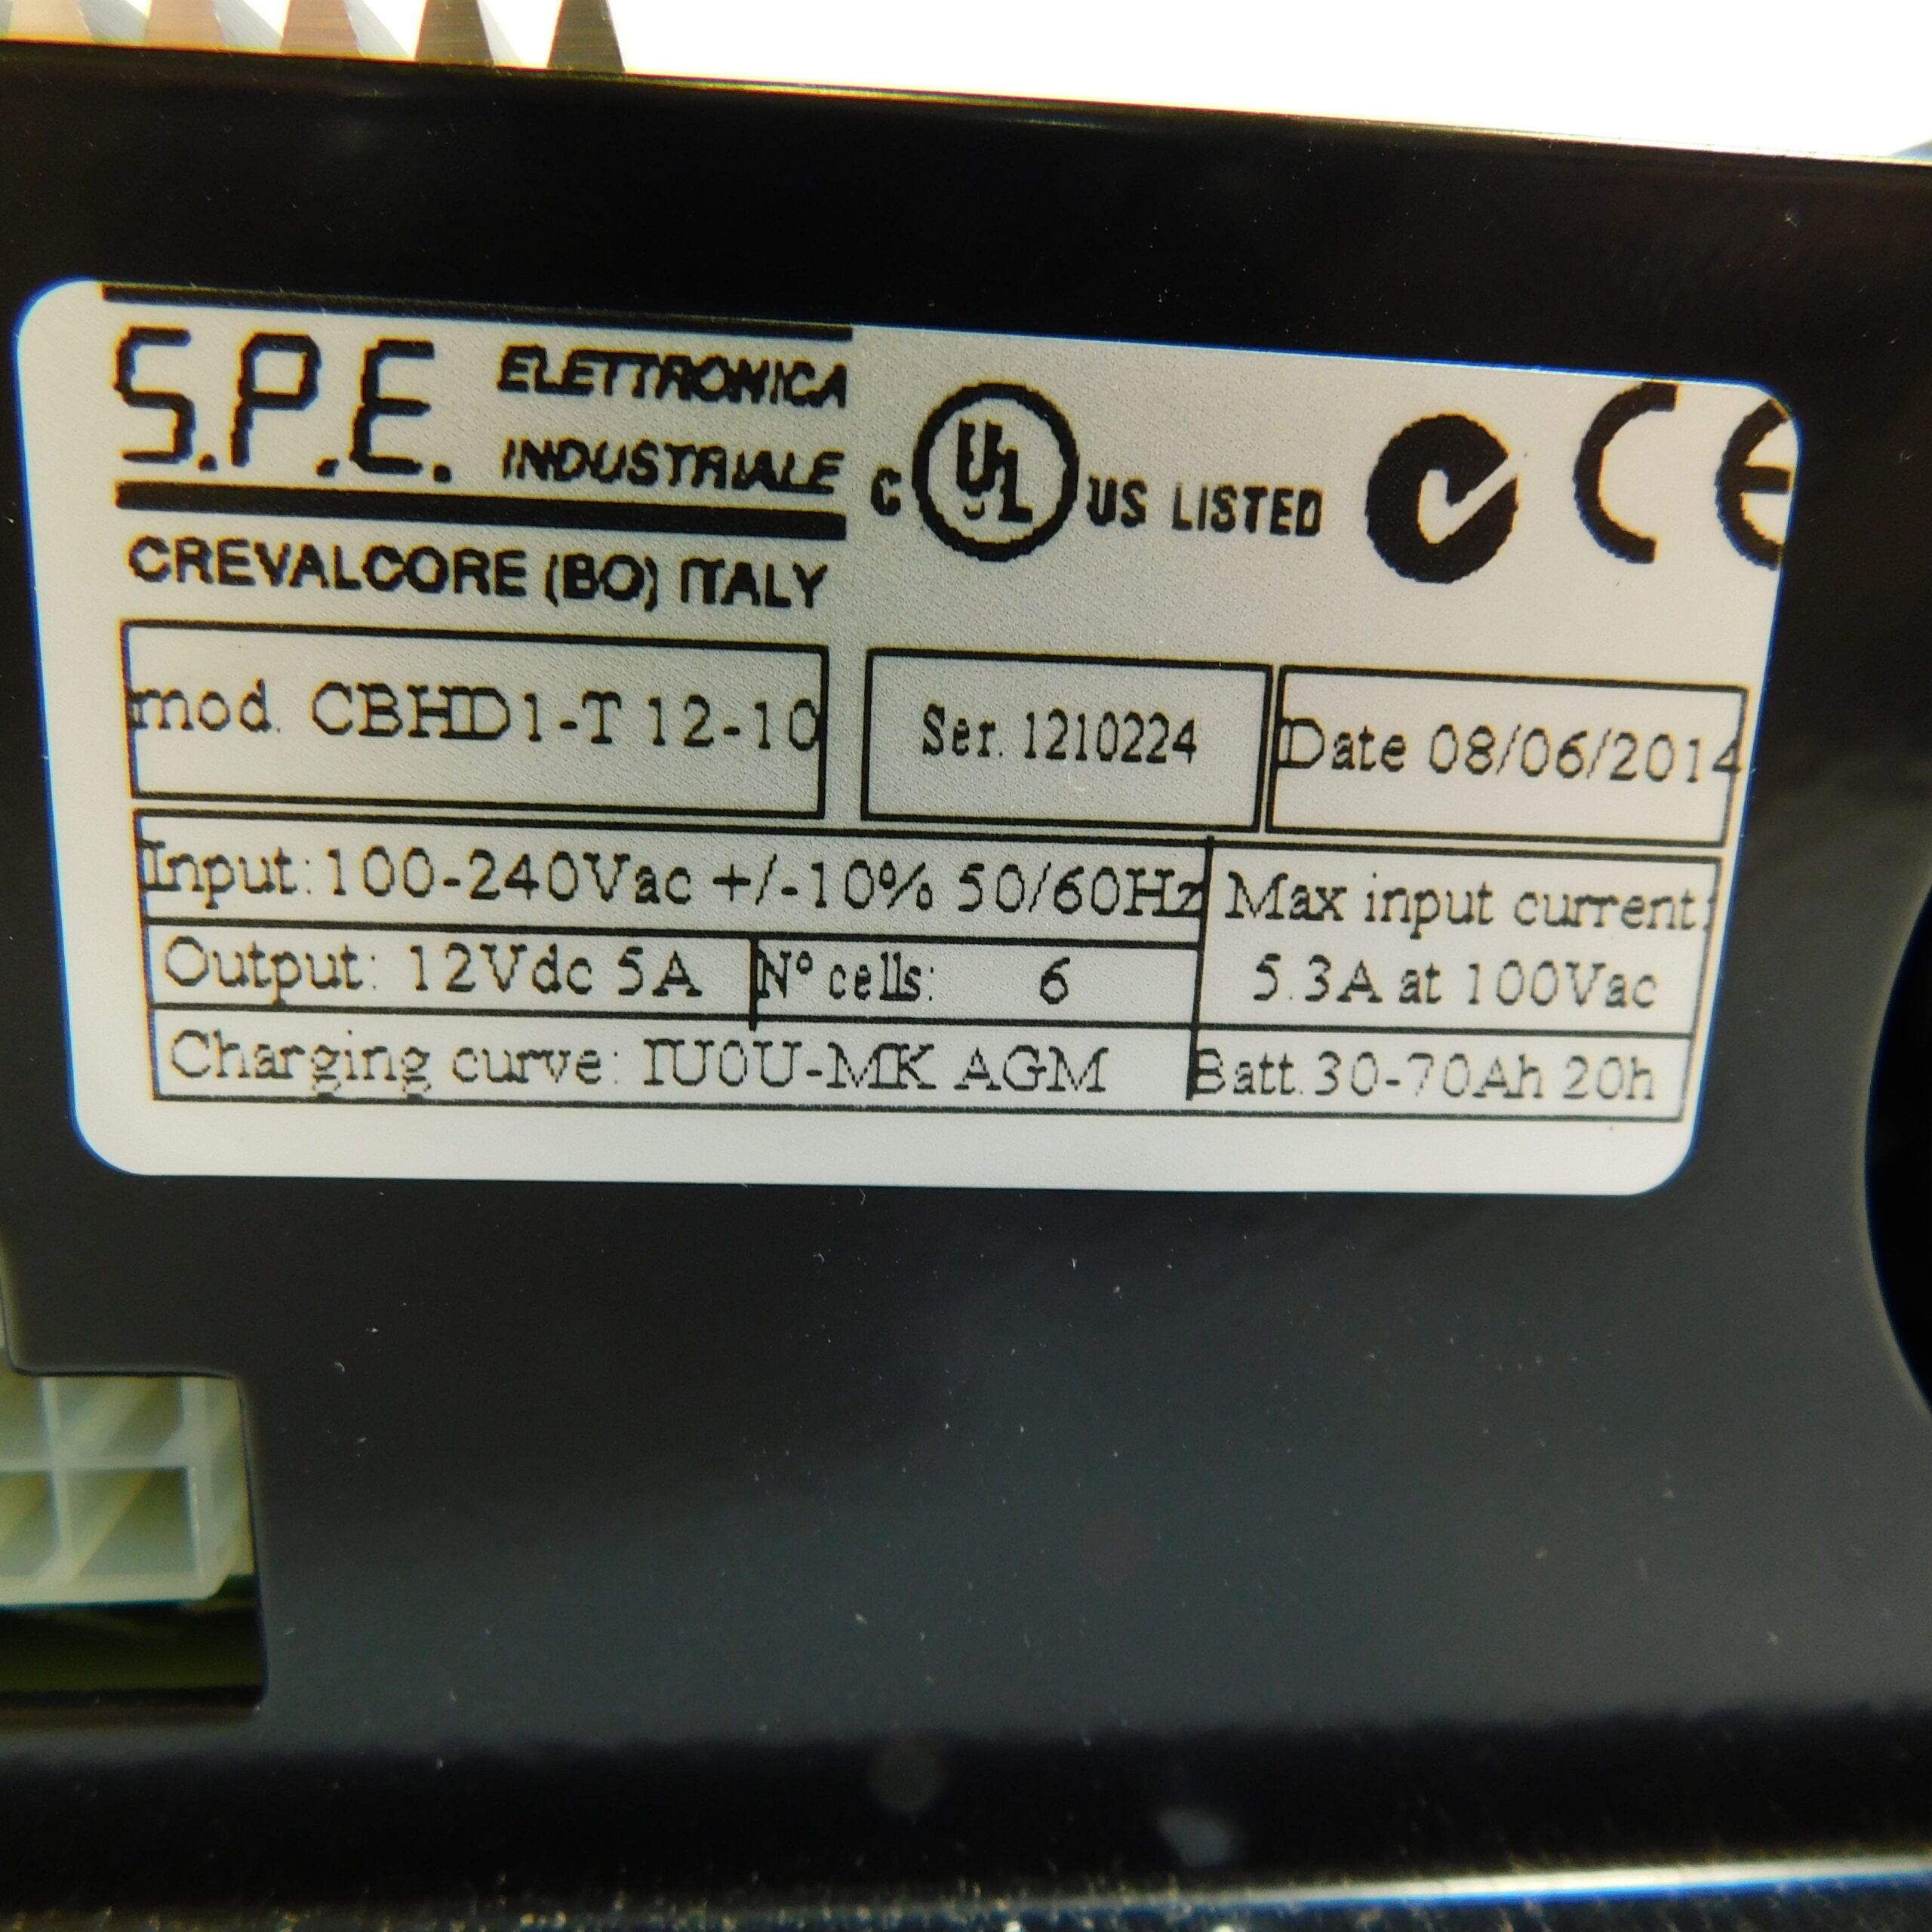 S.P.E. ELETTRONICA
INDUSTRIALE
CREVALCORE (BO) ITALY
C UL US LISTED CE
mod. CBHD1-T 12-10
Ser. 1210224
Date 08/06/2014
Input: 100-240Vac +/-10% 50/60Hz
Max input current:
5.3A at 100Vac
Output: 12Vdc 5A
N° cells: 6
Charging curve: IU0U-MK AGM
Batt. 30-70Ah 20h